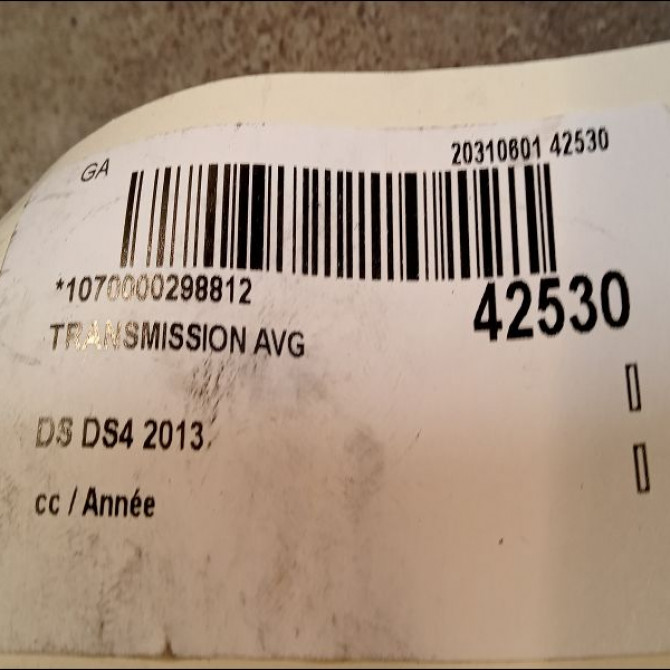 GA
20310601 42530
*1070000298812
42530
TRANSMISSION AVG
DS DS4 2013.
cc / Année